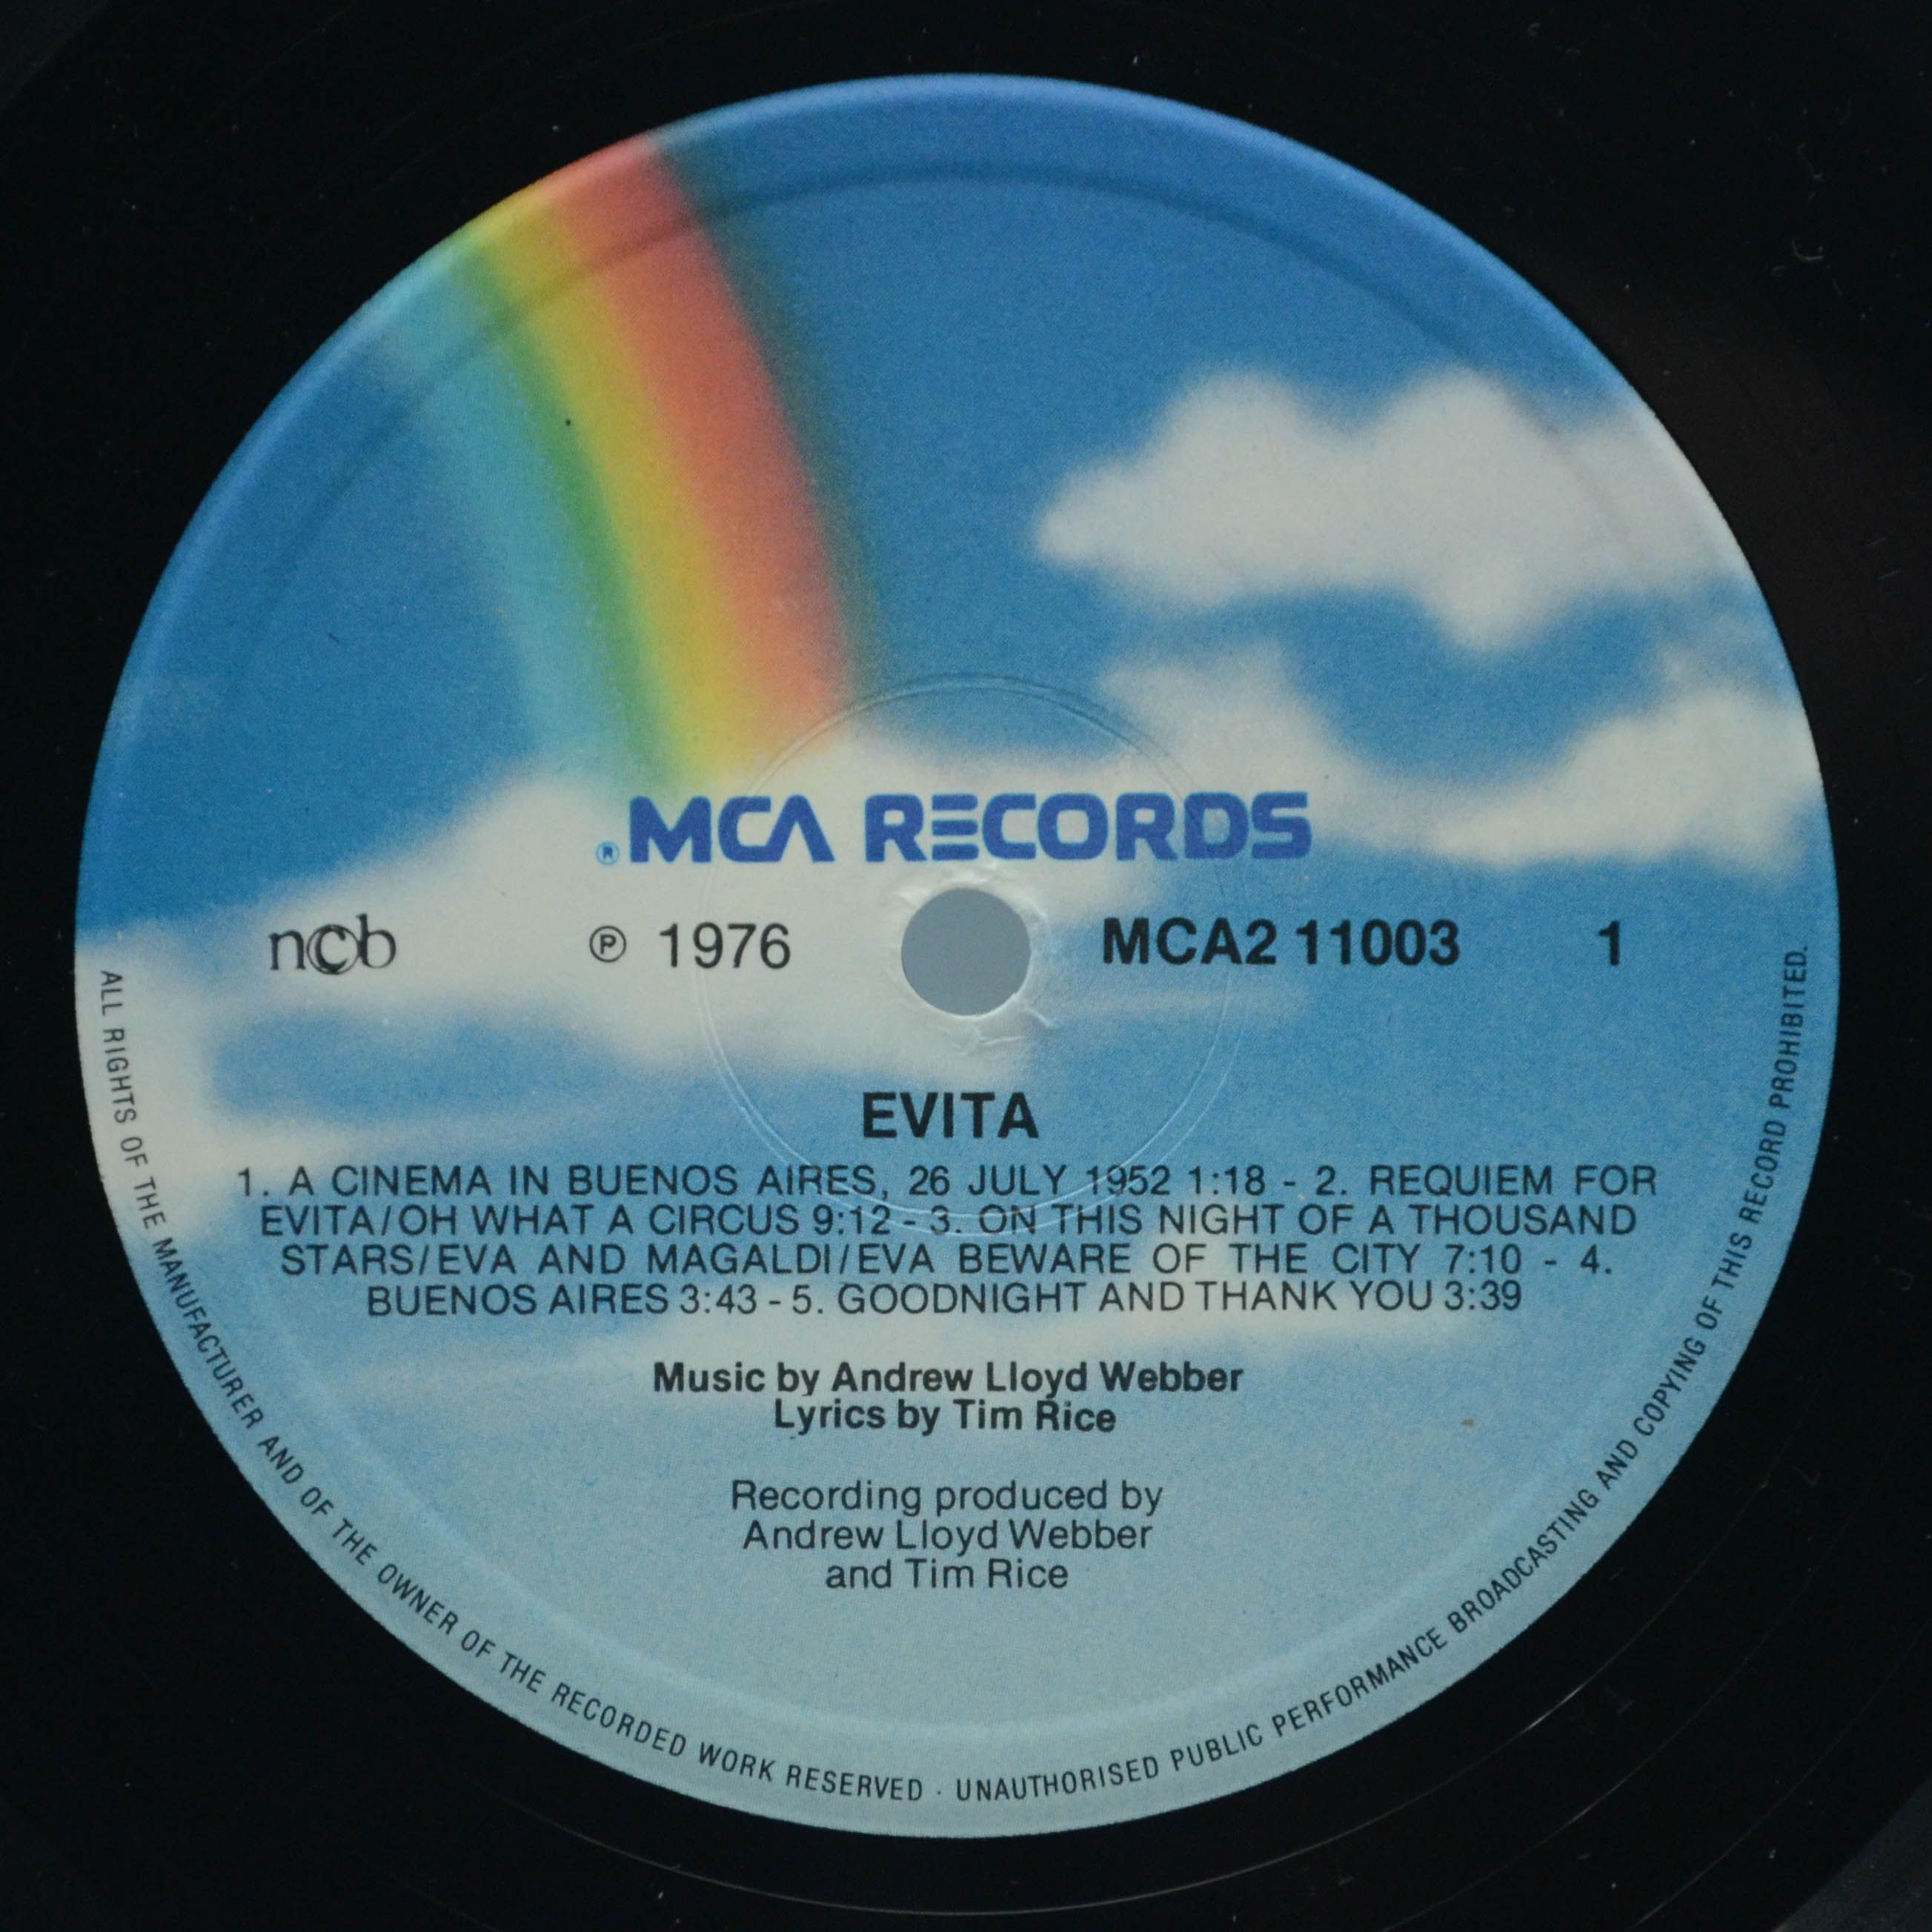 ® MCA RECORDS
ncb ℗ 1976 MCA2 11003 1
EVITA
1. A CINEMA IN BUENOS AIRES, 26 JULY 1952 1:18 - 2. REQUIEM FOR
EVITA/OH WHAT A CIRCUS 9:12 - 3. ON THIS NIGHT OF A THOUSAND
STARS/EVA AND MAGALDI/EVA BEWARE OF THE CITY 7:10 - 4.
BUENOS AIRES 3:43 - 5. GOODNIGHT AND THANK YOU 3:39
Music by Andrew Lloyd Webber
Lyrics by Tim Rice
Recording produced by
Andrew Lloyd Webber
and Tim Rice
ALL RIGHTS OF THE MANUFACTURER AND OF THE OWNER OF THE RECORDED WORK RESERVED · UNAUTHORISED PUBLIC PERFORMANCE BROADCASTING AND COPYING OF THIS RECORD PROHIBITED.